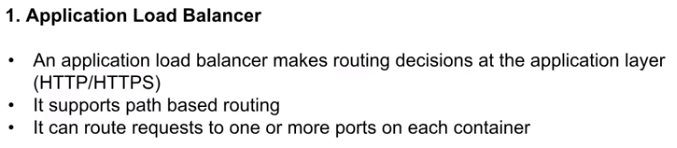 1. Application Load Balancer
• An application load balancer makes routing decisions at the application layer
(HTTP/HTTPS)
• It supports path based routing
• It can route requests to one or more ports on each container